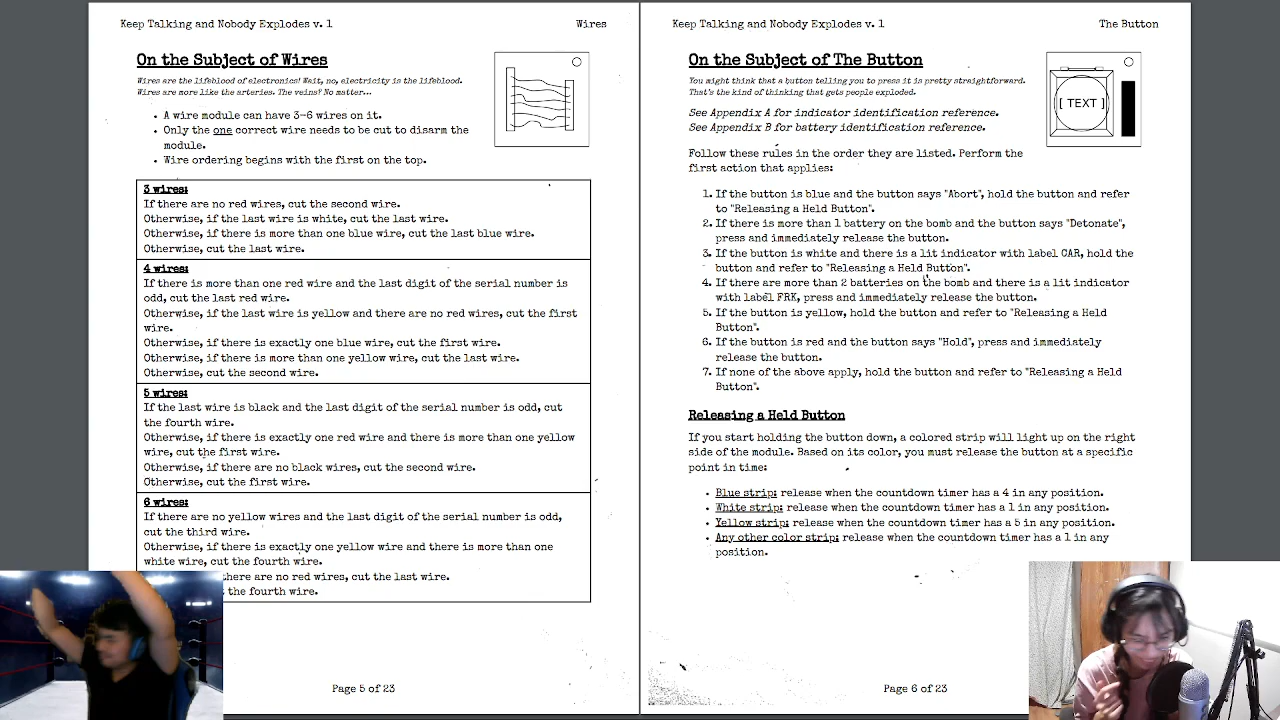 Keep Talking and Nobody Explodes v. 1
Wires
On the Subject of Wires
Wires are the lifeblood of electronics! Wait, no, electricity is the lifeblood.
Wires are more like the arteries. The veins? No matter...
• A wire module can have 3-6 wires on it.
• Only the one correct wire needs to be cut to disarm the
module.
• Wire ordering begins with the first on the top.
3 wires:
If there are no red wires, cut the second wire.
Otherwise, if the last wire is white, cut the last wire.
Otherwise, if there is more than one blue wire, cut the last blue wire.
Otherwise, cut the last wire.
4 wires:
If there is more than one red wire and the last digit of the serial number is
odd, cut the last red wire.
Otherwise, if the last wire is yellow and there are no red wires, cut the first
wire.
Otherwise, if there is exactly one blue wire, cut the first wire.
Otherwise, if there is more than one yellow wire, cut the last wire.
Otherwise, cut the second wire.
5 wires:
If the last wire is black and the last digit of the serial number is odd, cut
the fourth wire.
Otherwise, if there is exactly one red wire and there is more than one yellow
wire, cut the first wire.
Otherwise, if there are no black wires, cut the second wire.
Otherwise, cut the first wire.
6 wires:
If there are no yellow wires and the last digit of the serial number is odd,
cut the third wire.
Otherwise, if there is exactly one yellow wire and there is more than one
white wire, cut the fourth wire.
there are no red wires, cut the last wire.
the fourth wire.
Page 5 of 23
Keep Talking and Nobody Explodes v. 1
The Button
On the Subject of The Button
You might think that a button telling you to press it is pretty straightforward.
That's the kind of thinking that gets people exploded.
[ TEXT ]
See Appendix A for indicator identification reference.
See Appendix B for battery identification reference.
Follow these rules in the order they are listed. Perform the
first action that applies:
1. If the button is blue and the button says "Abort", hold the button and refer
to "Releasing a Held Button".
2. If there is more than 1 battery on the bomb and the button says "Detonate",
press and immediately release the button.
3. If the button is white and there is a lit indicator with label CAR, hold the
button and refer to "Releasing a Held Button".
4. If there are more than 2 batteries on the bomb and there is a lit indicator
with label FRK, press and immediately release the button.
5. If the button is yellow, hold the button and refer to "Releasing a Held
Button".
6. If the button is red and the button says "Hold", press and immediately
release the button.
7. If none of the above apply, hold the button and refer to "Releasing a Held
Button".
Releasing a Held Button
If you start holding the button down, a colored strip will light up on the right
side of the module. Based on its color, you must release the button at a specific
point in time:
• Blue strip: release when the countdown timer has a 4 in any position.
• White strip: release when the countdown timer has a 1 in any position.
• Yellow strip: release when the countdown timer has a 5 in any position.
• Any other color strip: release when the countdown timer has a 1 in any
position.
Page 6 of 23